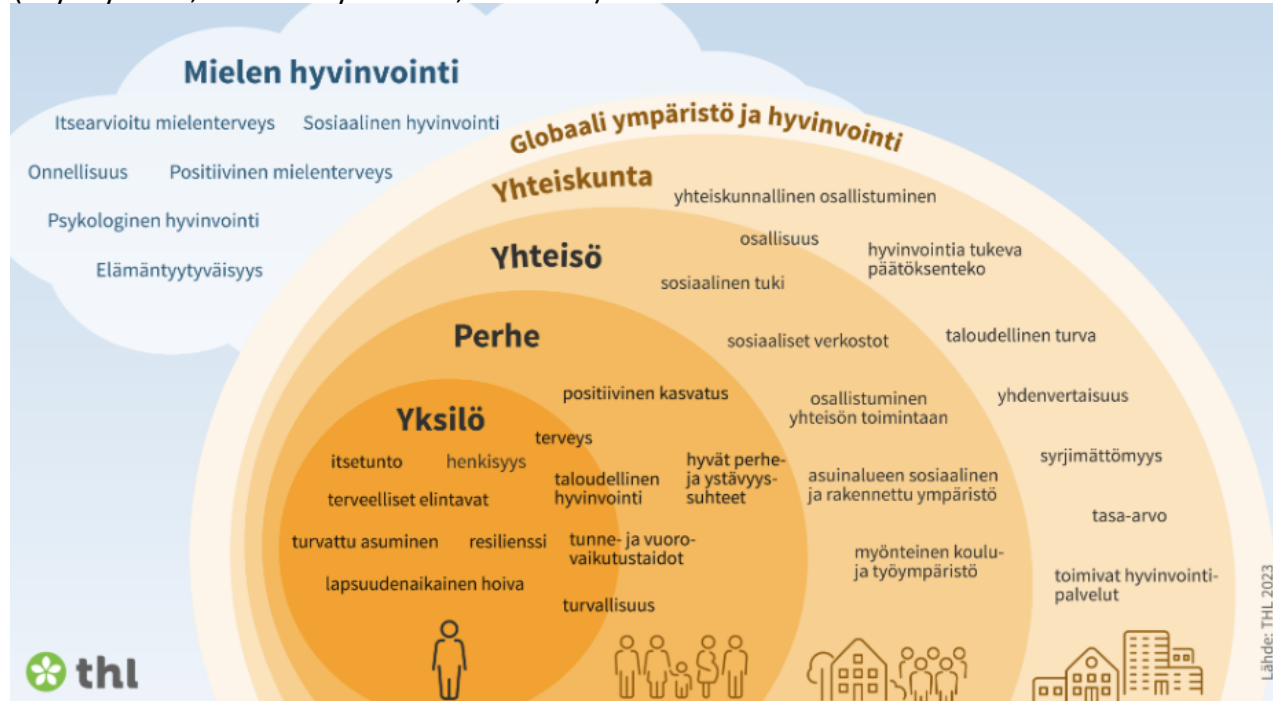 Mielen hyvinvointi
Itsearvioitu mielenterveys
Sosiaalinen hyvinvointi
Onnellisuus
Positiivinen mielenterveys
Psykologinen hyvinvointi
Elämäntyytyväisyys
Globaali ympäristö ja hyvinvointi
Yhteiskunta
yhteiskunnallinen osallistuminen
osallisuus
hyvinvointia tukeva
päätöksenteko
Yhteisö
sosiaalinen tuki
sosiaaliset verkostot
taloudellinen turva
Perhe
positiivinen kasvatus
osallistuminen
yhteisön toimintaan
yhdenvertaisuus
Yksilö
terveys
itsetunto
henkisyys
taloudellinen
hyvinvointi
hyvät perhe-
ja ystävyys-
suhteet
asuinalueen sosiaalinen
ja rakennettu ympäristö
syrjimättömyys
terveelliset elintavat
tasa-arvo
turvattu asuminen
resilienssi
tunne- ja vuoro-
vaikutustaidot
myönteinen koulu-
ja työympäristö
toimivat hyvinvointi-
palvelut
lapsuudenaikainen hoiva
turvallisuus
thl
Lähde: THL 2023